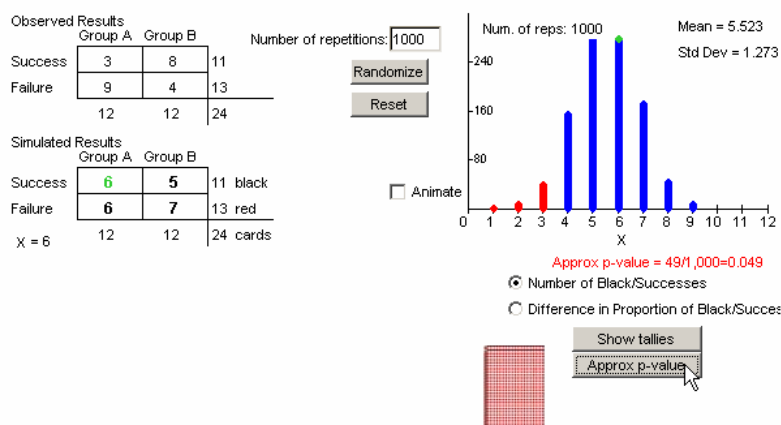 Observed Results
Group A Group B
Success 3 8 11
Failure 9 4 13
12 12 24
Simulated Results
Group A Group B
Success 6 5 11 black
Failure 6 7 13 red
X = 6 12 12 24 cards
Number of repetitions: 1000
Randomize
Reset
Animate
Num. of reps: 1000
Mean = 5.523
Std Dev = 1.273
240
160
80
0 1 2 3 4 5 6 7 8 9 10 11 12
X
Approx p-value = 49/1,000=0.049
Number of Black/Successes
Difference in Proportion of Black/Succes
Show tallies
Approx p-value